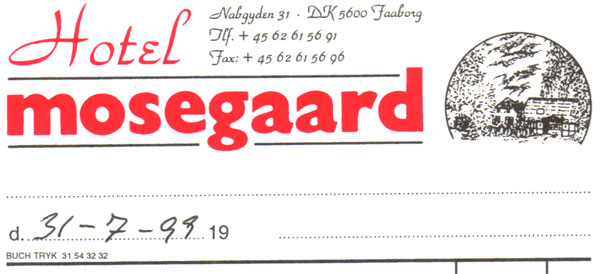 Hotel
Nabgyden 31 · DK 5600 Faaborg
Tlf. + 45 62 61 56 91
Fax: + 45 62 61 56 96
mosegaard
d. 31-7-99 19
BUCH TRYK 31 54 32 32